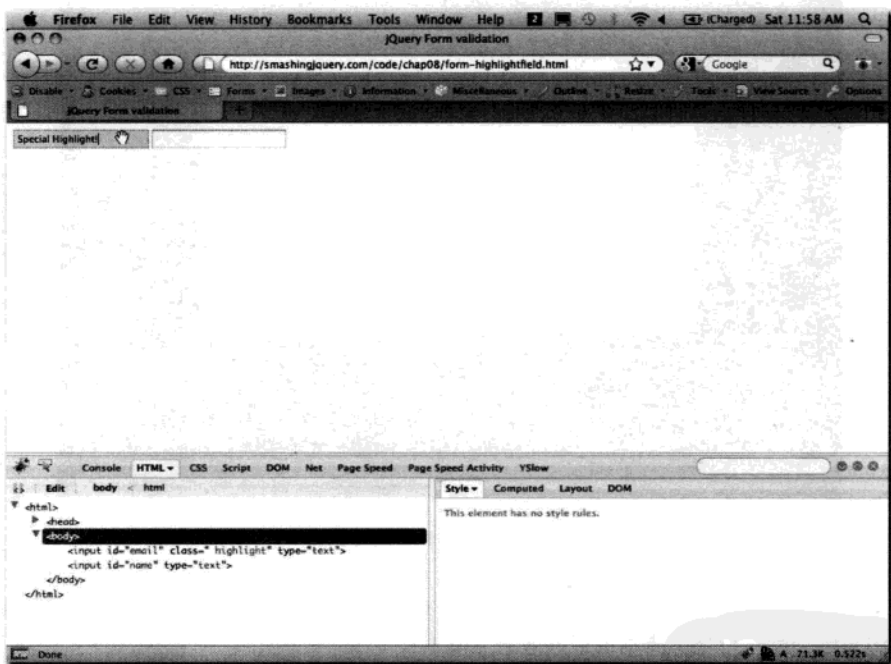 Firefox File Edit View History Bookmarks Tools Window Help (Charged) Sat 11:58 AM
jQuery Form validation
http://smashingjquery.com/code/chap08/form-highlightfield.html Google
Disable Cookies CSS Forms Images Information Miscellaneous Outline Resize Tools View Source Options
jQuery Form validation
Special Highlight!
Console HTML CSS Script DOM Net Page Speed Page Speed Activity YSlow
Edit body < html Style Computed Layout DOM
<html> This element has no style rules.
<head>
<body>
<input id="email" class=" highlight" type="text">
<input id="name" type="text">
</body>
</html>
Done A 71.3K 0.522s